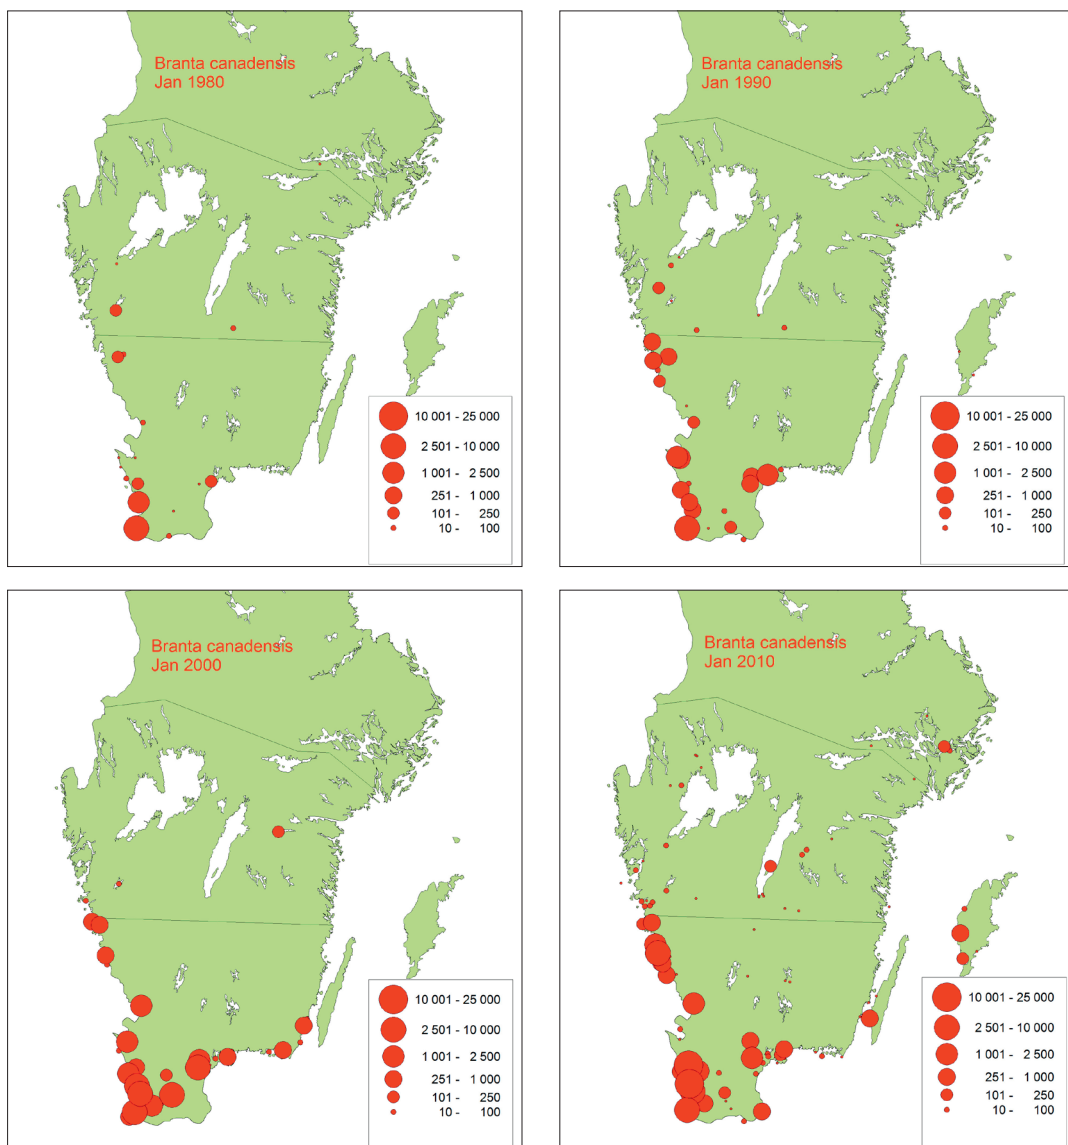 Branta canadensis
Jan 1980
10 001 - 25 000
2 501 - 10 000
1 001 - 2 500
251 - 1 000
101 - 250
10 - 100
Branta canadensis
Jan 1990
10 001 - 25 000
2 501 - 10 000
1 001 - 2 500
251 - 1 000
101 - 250
10 - 100
Branta canadensis
Jan 2000
10 001 - 25 000
2 501 - 10 000
1 001 - 2 500
251 - 1 000
101 - 250
10 - 100
Branta canadensis
Jan 2010
10 001 - 25 000
2 501 - 10 000
1 001 - 2 500
251 - 1 000
101 - 250
10 - 100